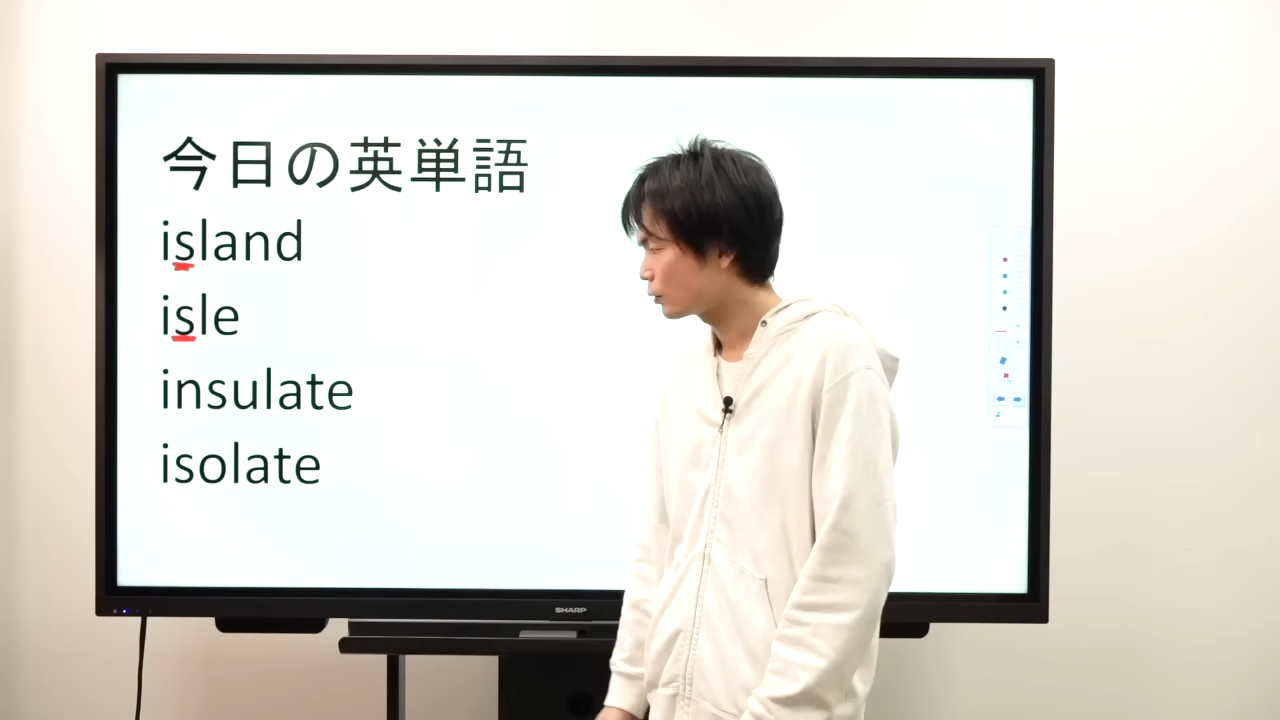 今日の英単語
island
isle
insulate
isolate
SHARP